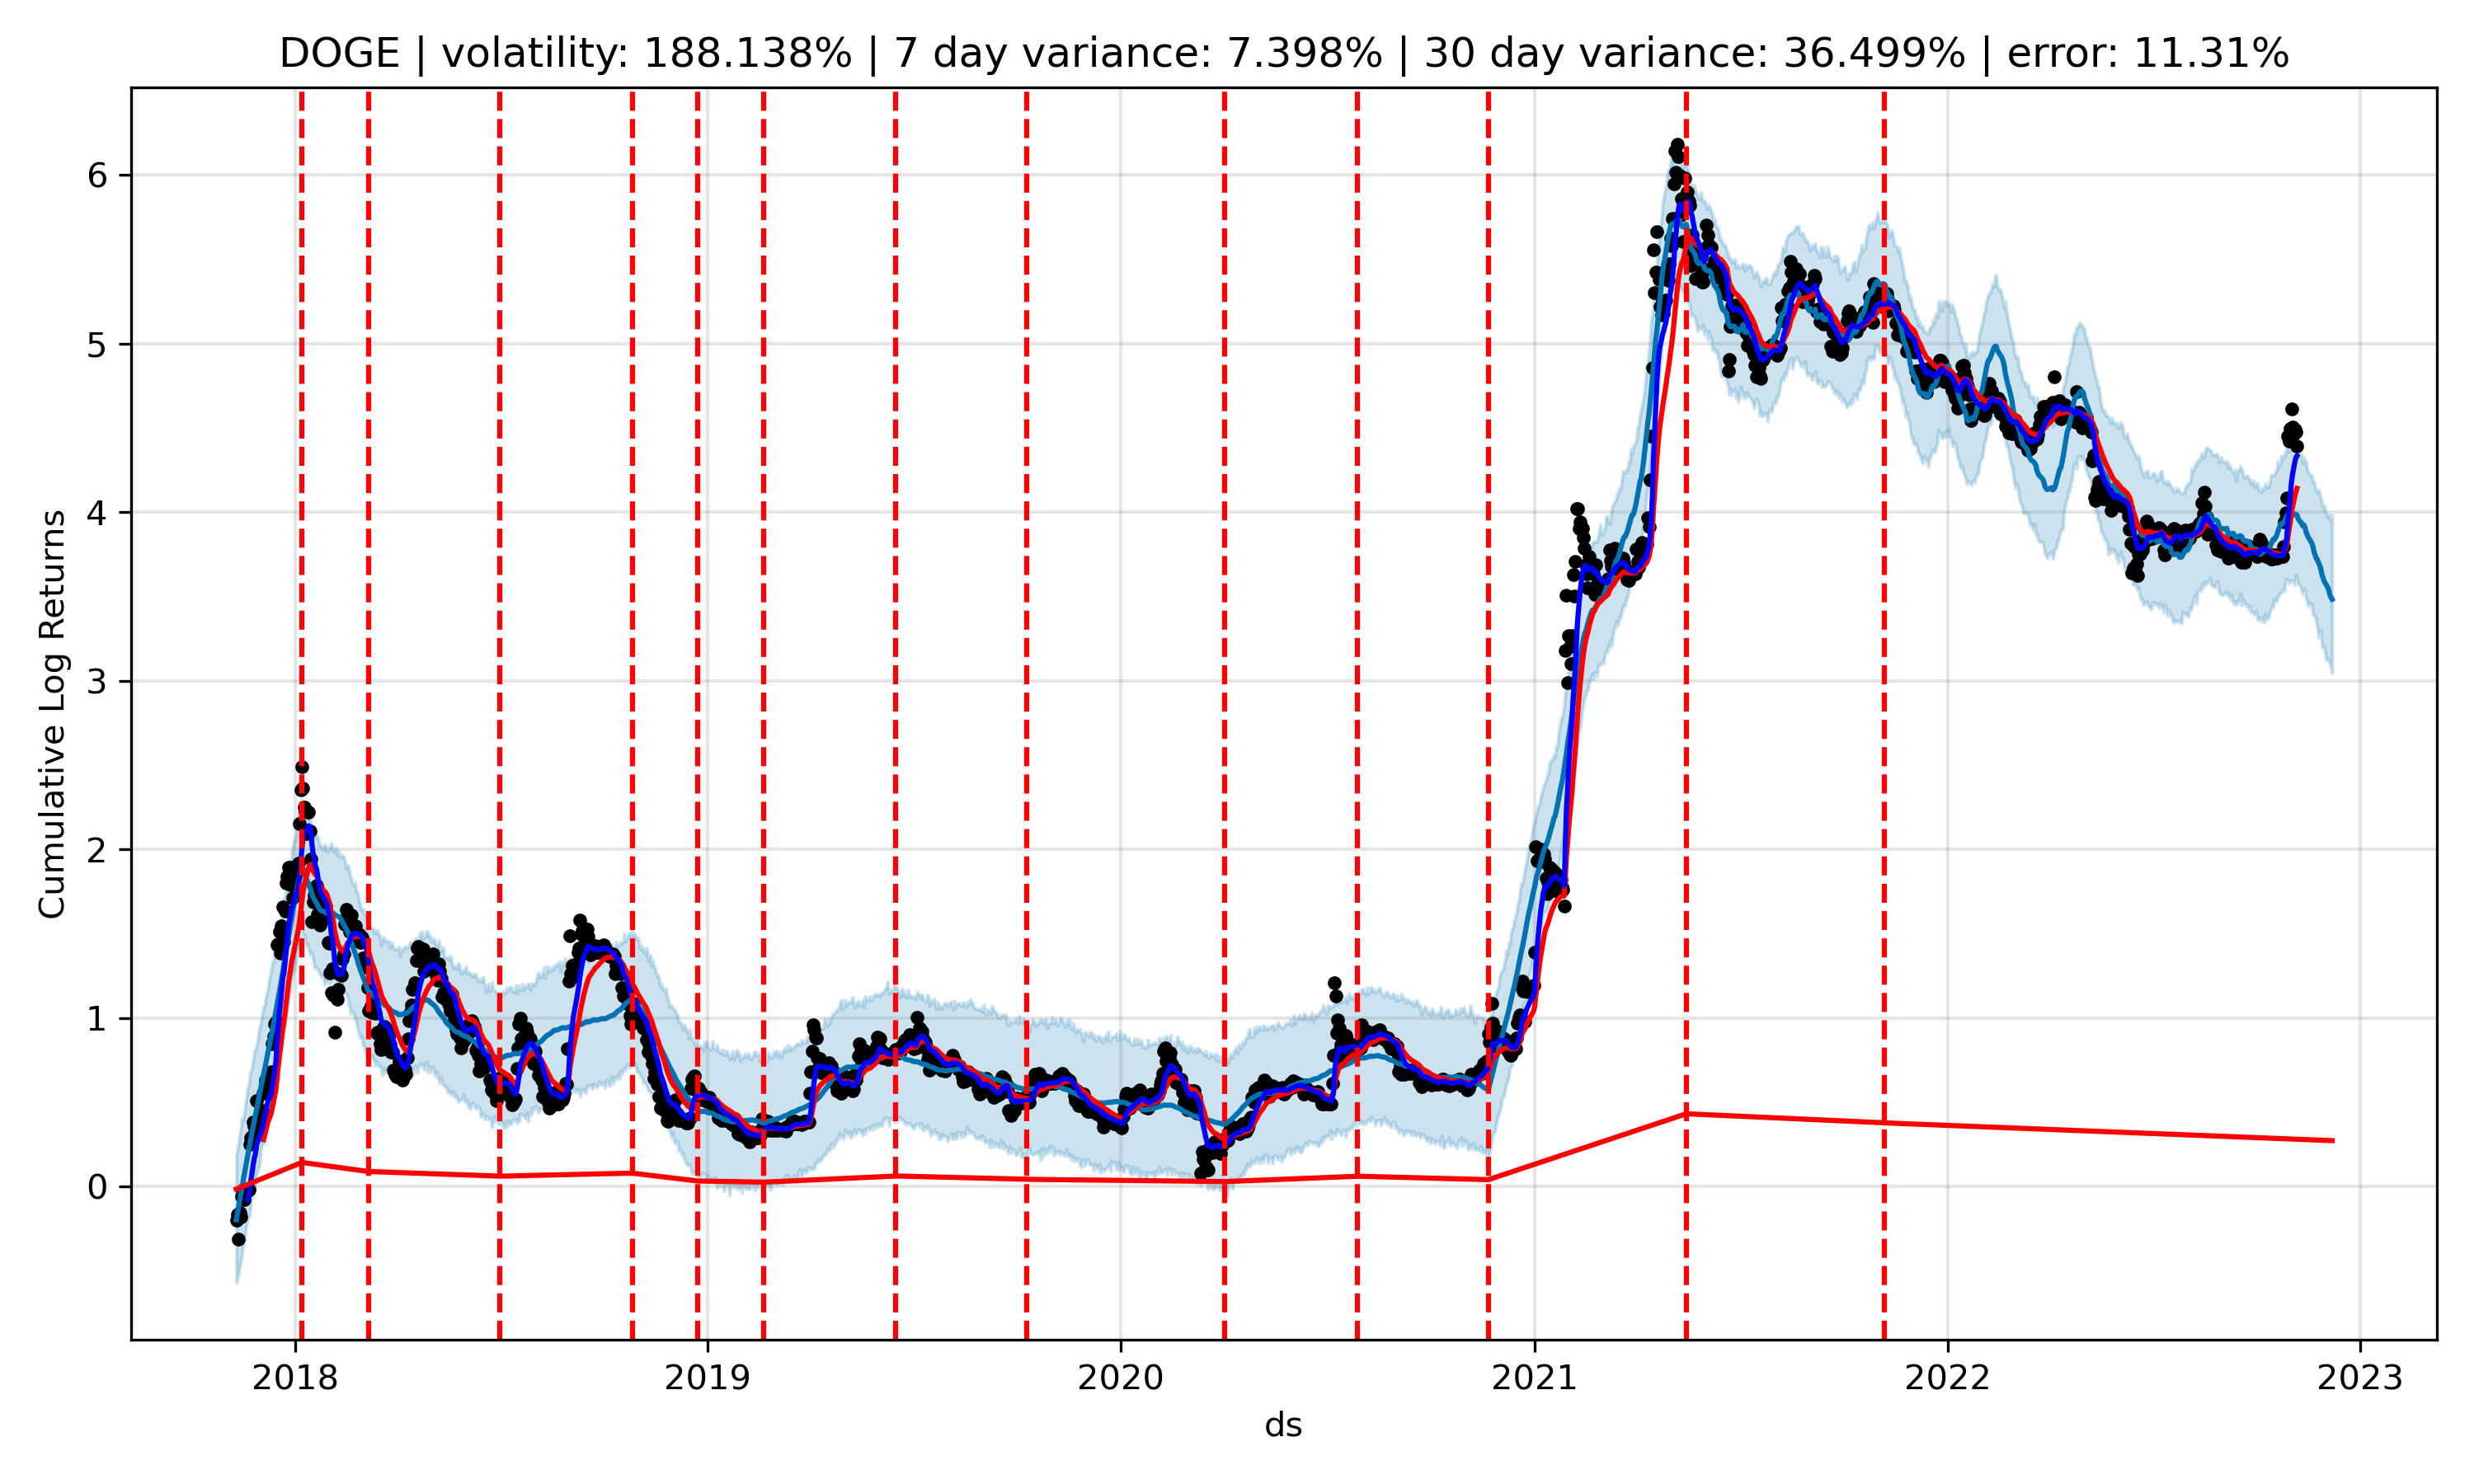 DOGE | volatility: 188.138% | 7 day variance: 7.398% | 30 day variance: 36.499% | error: 11.31%
Cumulative Log Returns
6
5
4
3
2
1
0
2018 2019 2020 2021 2022 2023
ds